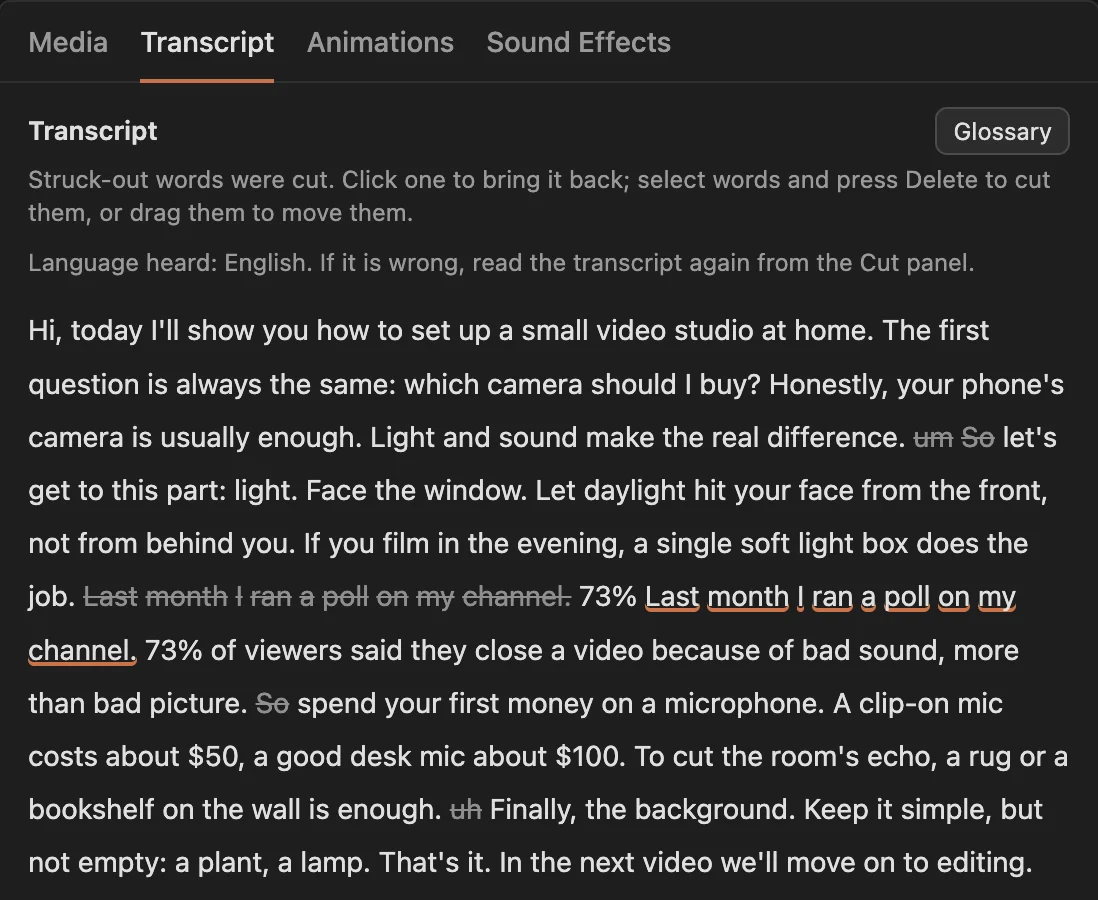 Media Transcript Animations Sound Effects
Transcript
Glossary
Struck-out words were cut. Click one to bring it back; select words and press Delete to cut
them, or drag them to move them.
Language heard: English. If it is wrong, read the transcript again from the Cut panel.
Hi, today I'll show you how to set up a small video studio at home. The first
question is always the same: which camera should I buy? Honestly, your phone's
camera is usually enough. Light and sound make the real difference. um So let's
get to this part: light. Face the window. Let daylight hit your face from the front,
not from behind you. If you film in the evening, a single soft light box does the
job. Last month I ran a poll on my channel. 73% Last month I ran a poll on my
channel. 73% of viewers said they close a video because of bad sound, more
than bad picture. So spend your first money on a microphone. A clip-on mic
costs about $50, a good desk mic about $100. To cut the room's echo, a rug or a
bookshelf on the wall is enough. uh Finally, the background. Keep it simple, but
not empty: a plant, a lamp. That's it. In the next video we'll move on to editing.